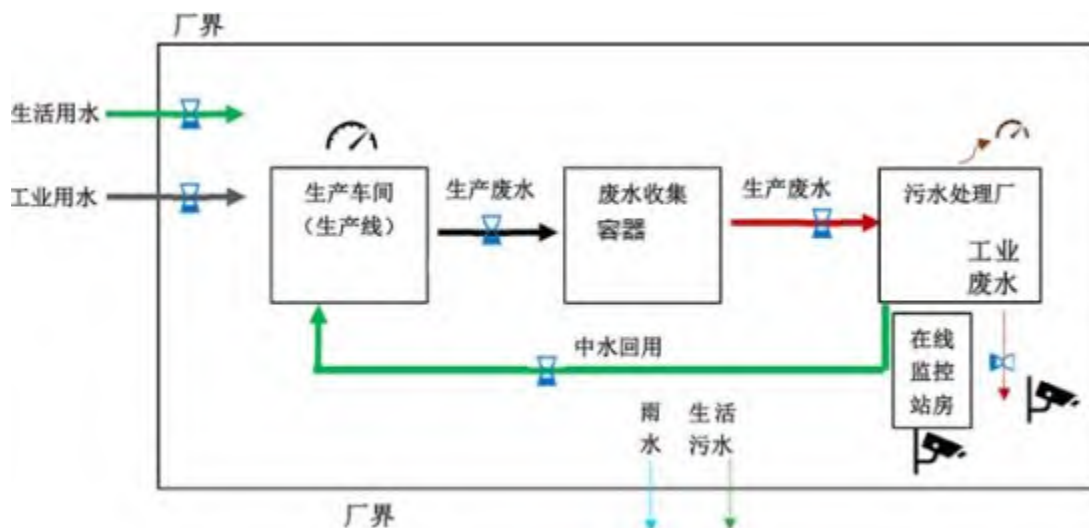 厂界
生活用水
工业用水
生产车间
（生产线）
生产废水
废水收集
容器
生产废水
污水处理厂
工业
废水
中水回用
在线
监控
站房
雨
水
生活
污水
厂界